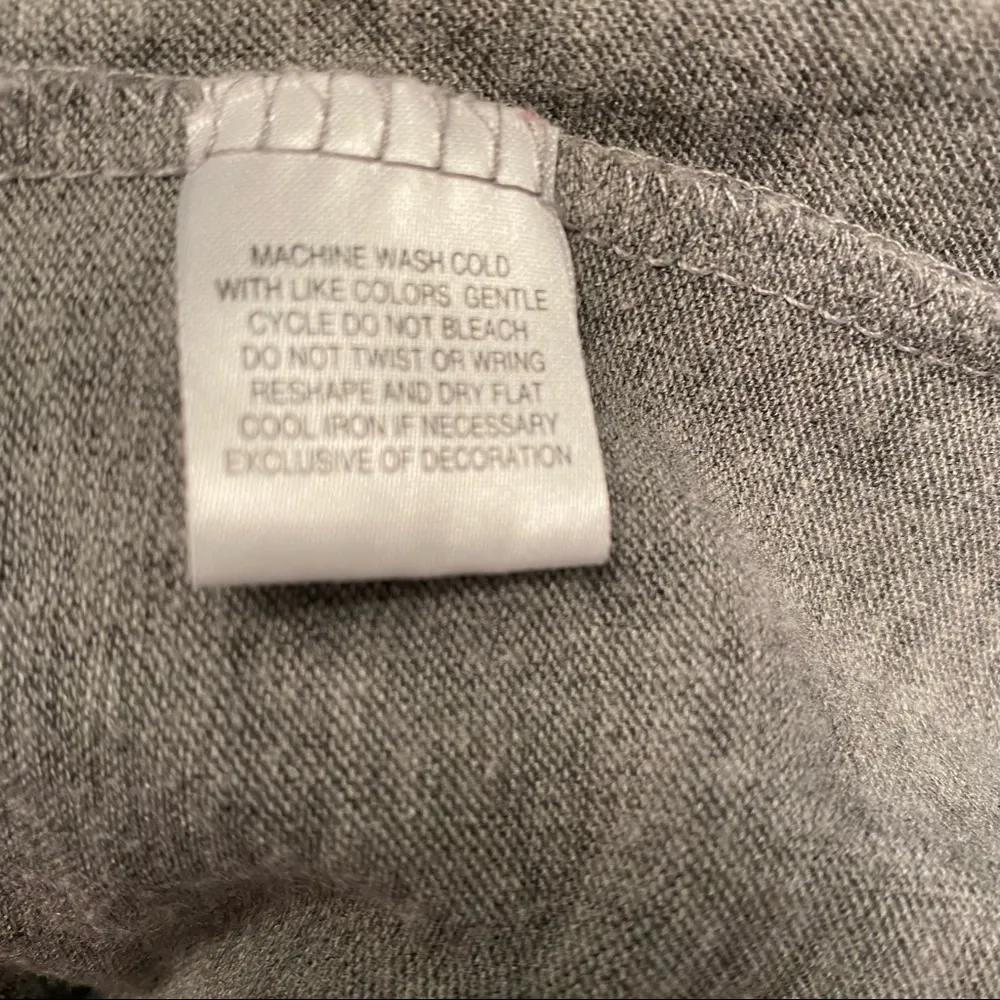 MACHINE WASH COLD
WITH LIKE COLORS GENTLE
CYCLE DO NOT BLEACH
DO NOT TWIST OR WRING
RESHAPE AND DRY FLAT
COOL IRON IF NECESSARY
EXCLUSIVE OF DECORATION